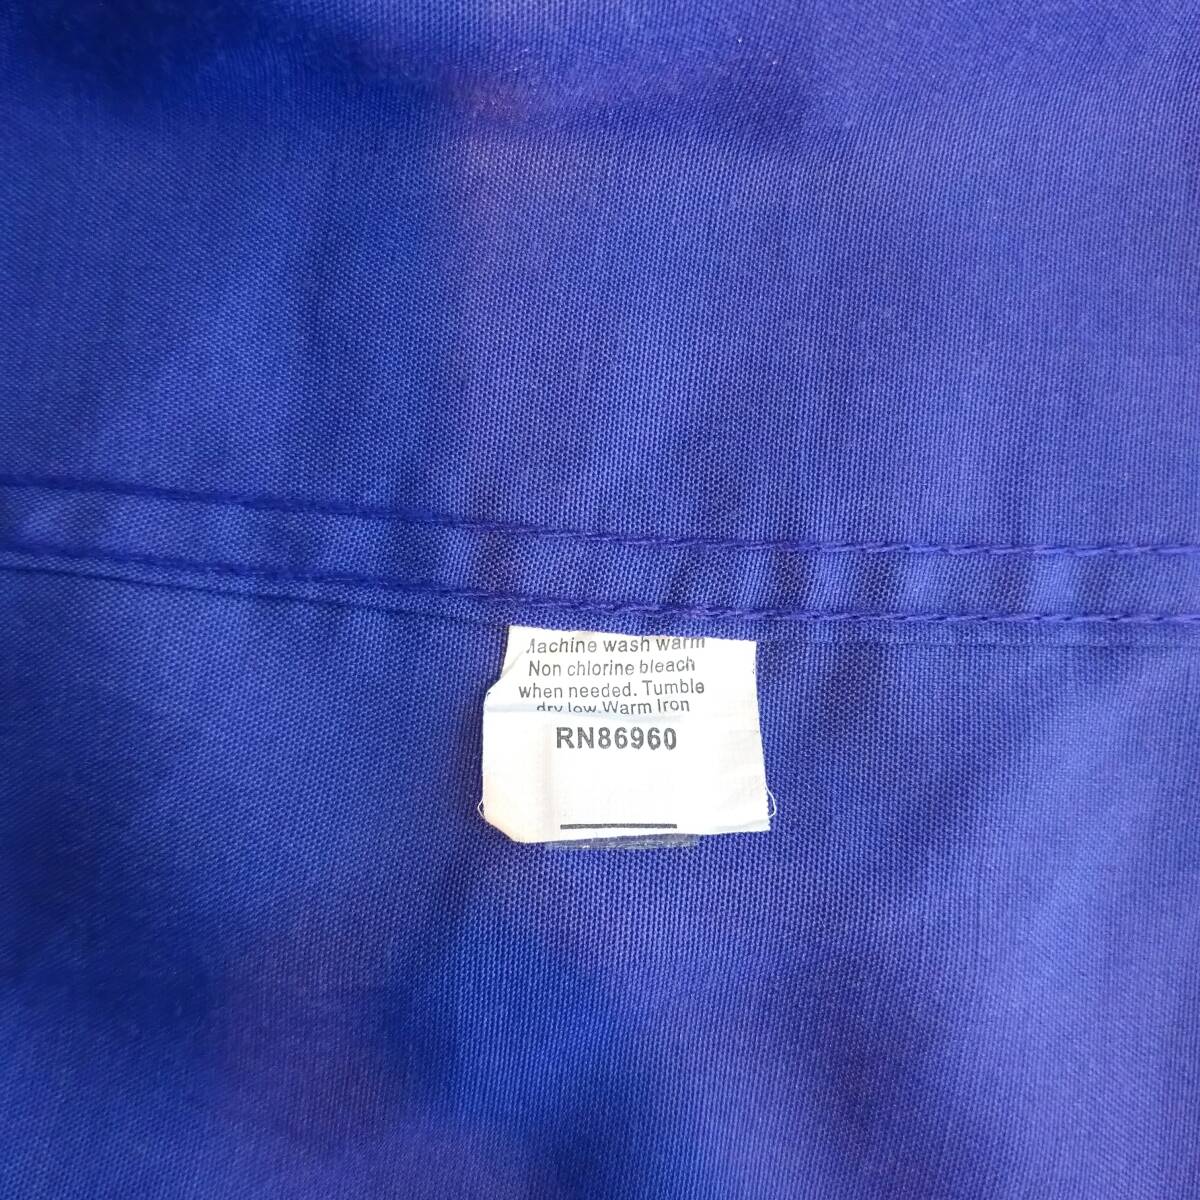 Machine wash warm
Non chlorine bleach
when needed. Tumble
dry low. Warm Iron
RN86960